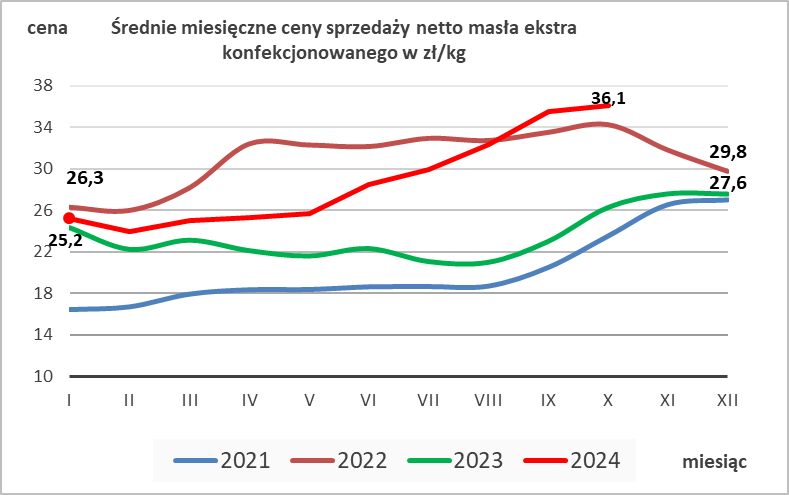 cena
Średnie miesięczne ceny sprzedaży netto masła ekstra
konfekcjonowanego w zł/kg
38
34
30
26
22
18
14
10
26,3
25,2
36,1
29,8
27,6
I II III IV V VI VII VIII IX X XI XII
2021 2022 2023 2024
miesiąc